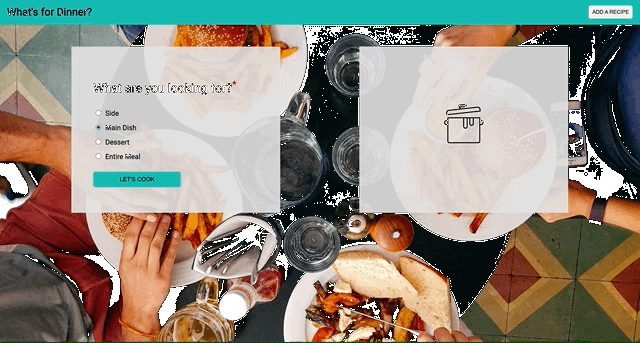 What's for Dinner?
ADD A RECIPE
What are you looking for?*
Side
Main Dish
Dessert
Entire Meal
LET'S COOK